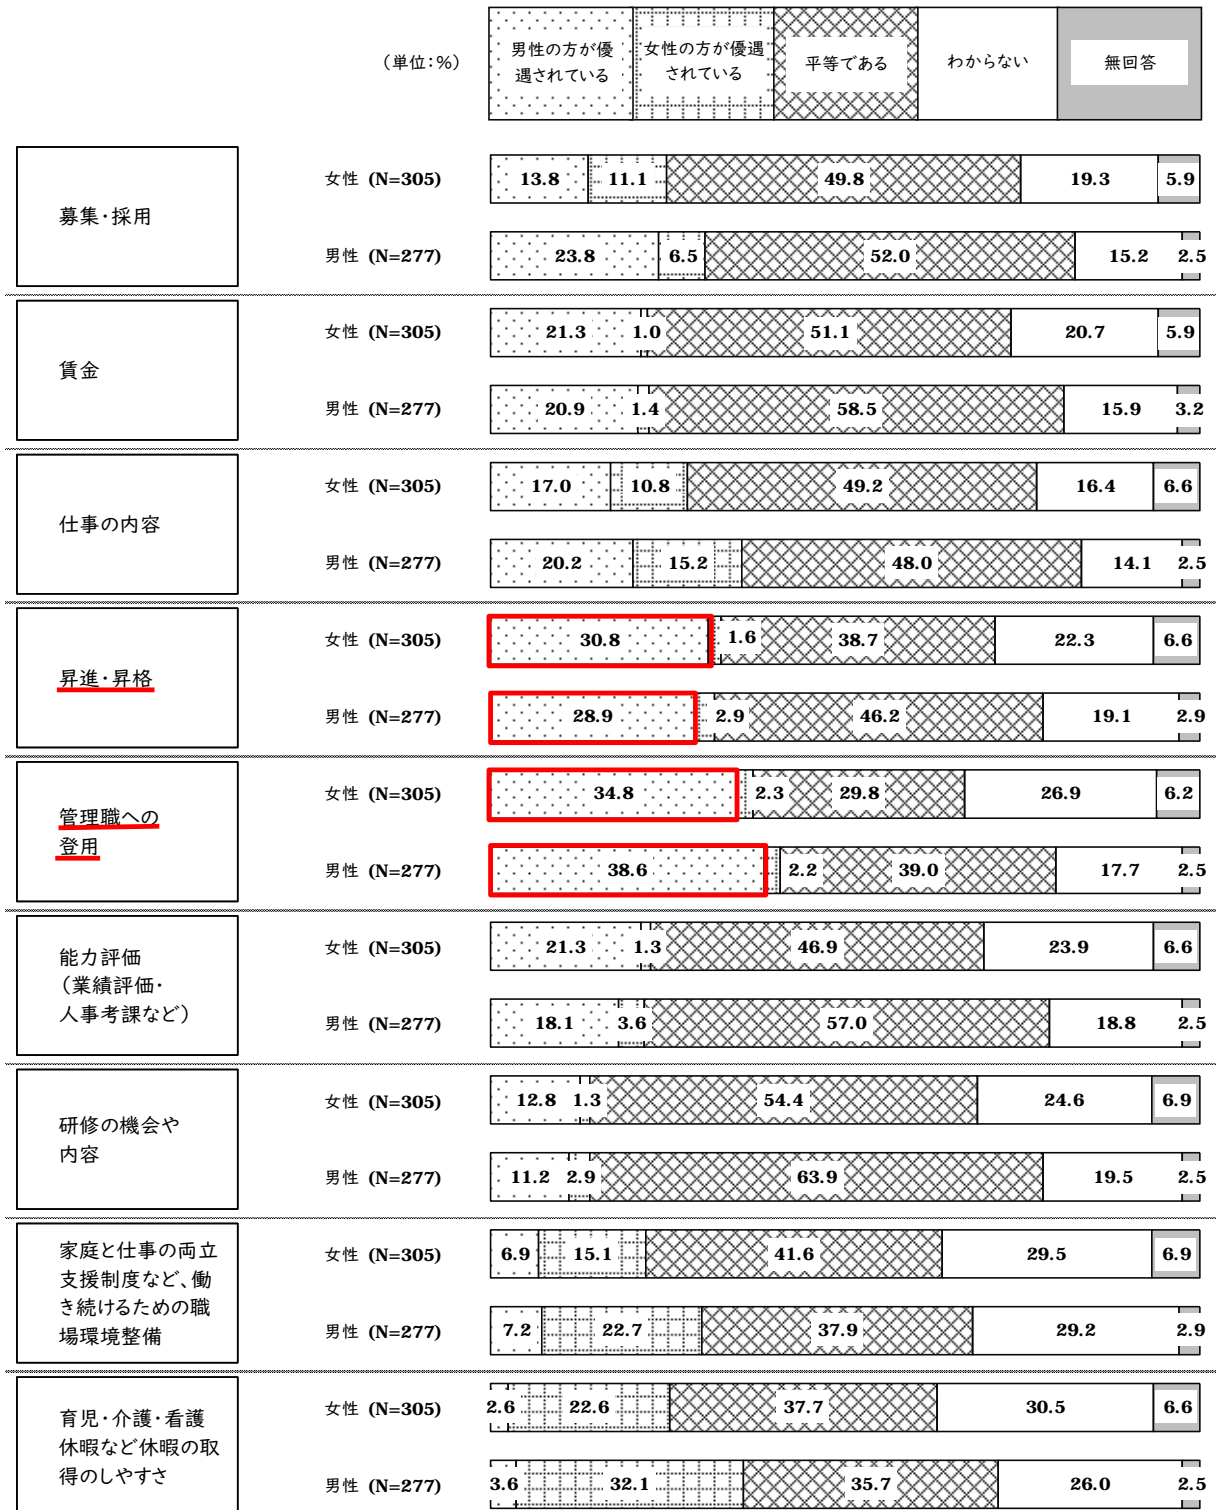 (単位:%)
男性の方が優
遇されている
女性の方が優遇
されている
平等である
わからない
無回答
募集・採用
女性 (N=305)
13.8 11.1 49.8 19.3 5.9
男性 (N=277)
23.8 6.5 52.0 15.2 2.5
賃金
女性 (N=305)
21.3 1.0 51.1 20.7 5.9
男性 (N=277)
20.9 1.4 58.5 15.9 3.2
仕事の内容
女性 (N=305)
17.0 10.8 49.2 16.4 6.6
男性 (N=277)
20.2 15.2 48.0 14.1 2.5
昇進・昇格
女性 (N=305)
30.8 1.6 38.7 22.3 6.6
男性 (N=277)
28.9 2.9 46.2 19.1 2.9
管理職への
登用
女性 (N=305)
34.8 2.3 29.8 26.9 6.2
男性 (N=277)
38.6 2.2 39.0 17.7 2.5
能力評価
(業績評価・
人事考課など)
女性 (N=305)
21.3 1.3 46.9 23.9 6.6
男性 (N=277)
18.1 3.6 57.0 18.8 2.5
研修の機会や
内容
女性 (N=305)
12.8 1.3 54.4 24.6 6.9
男性 (N=277)
11.2 2.9 63.9 19.5 2.5
家庭と仕事の両立
支援制度など、働
き続けるための職
場環境整備
女性 (N=305)
6.9 15.1 41.6 29.5 6.9
男性 (N=277)
7.2 22.7 37.9 29.2 2.9
育児・介護・看護
休暇など休暇の取
得のしやすさ
女性 (N=305)
2.6 22.6 37.7 30.5 6.6
男性 (N=277)
3.6 32.1 35.7 26.0 2.5